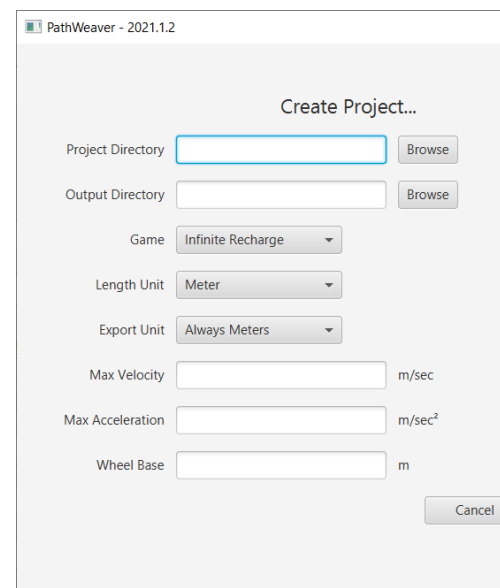 PathWeaver - 2021.1.2
Create Project...
Project Directory Browse
Output Directory Browse
Game Infinite Recharge
Length Unit Meter
Export Unit Always Meters
Max Velocity m/sec
Max Acceleration m/sec²
Wheel Base m
Cancel